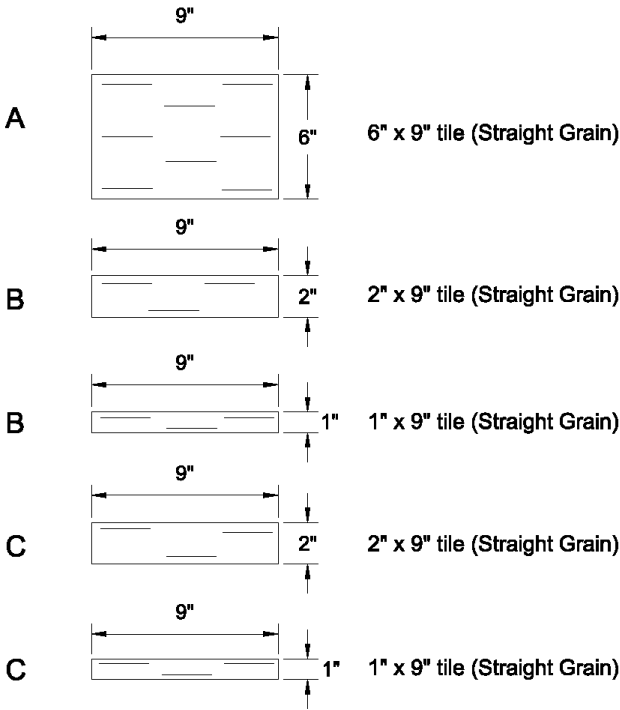 9"
A
6"
6" x 9" tile (Straight Grain)
9"
B
2"
2" x 9" tile (Straight Grain)
9"
B
1"
1" x 9" tile (Straight Grain)
9"
C
2"
2" x 9" tile (Straight Grain)
9"
C
1"
1" x 9" tile (Straight Grain)